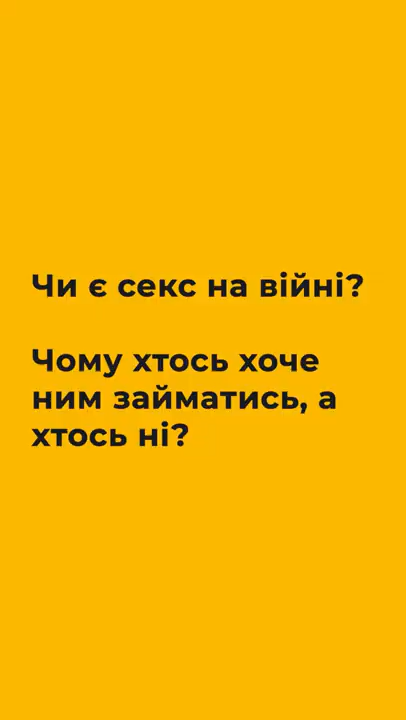 Чи є секс на війні?
Чому хтось хоче
ним займатись, а
хтось ні?